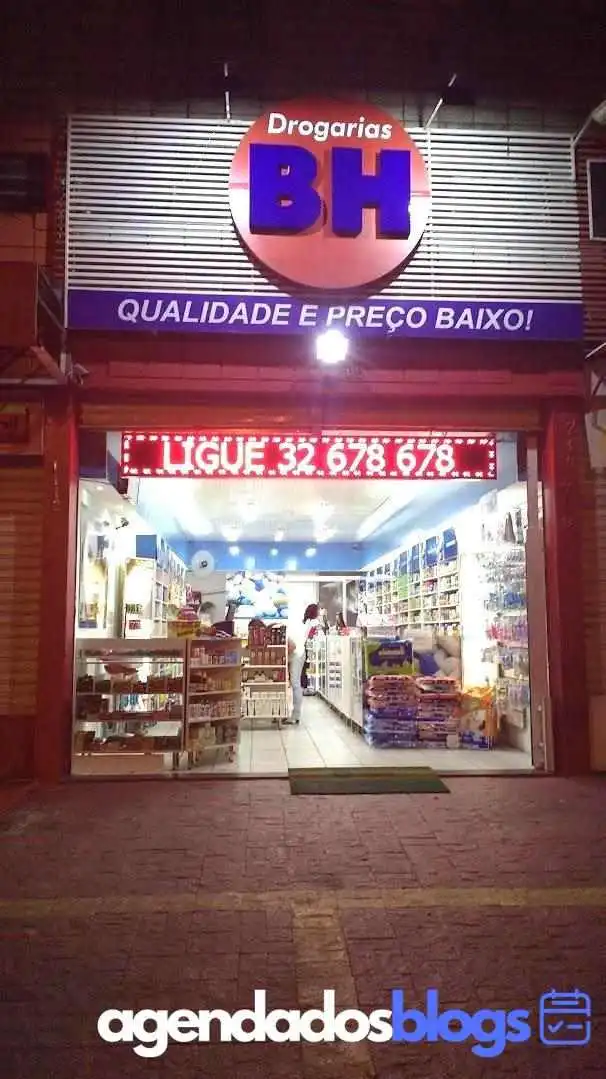 Drogarias
BH
QUALIDADE E PREÇO BAIXO!
LIGUE 32 678 678
agendadosblogs